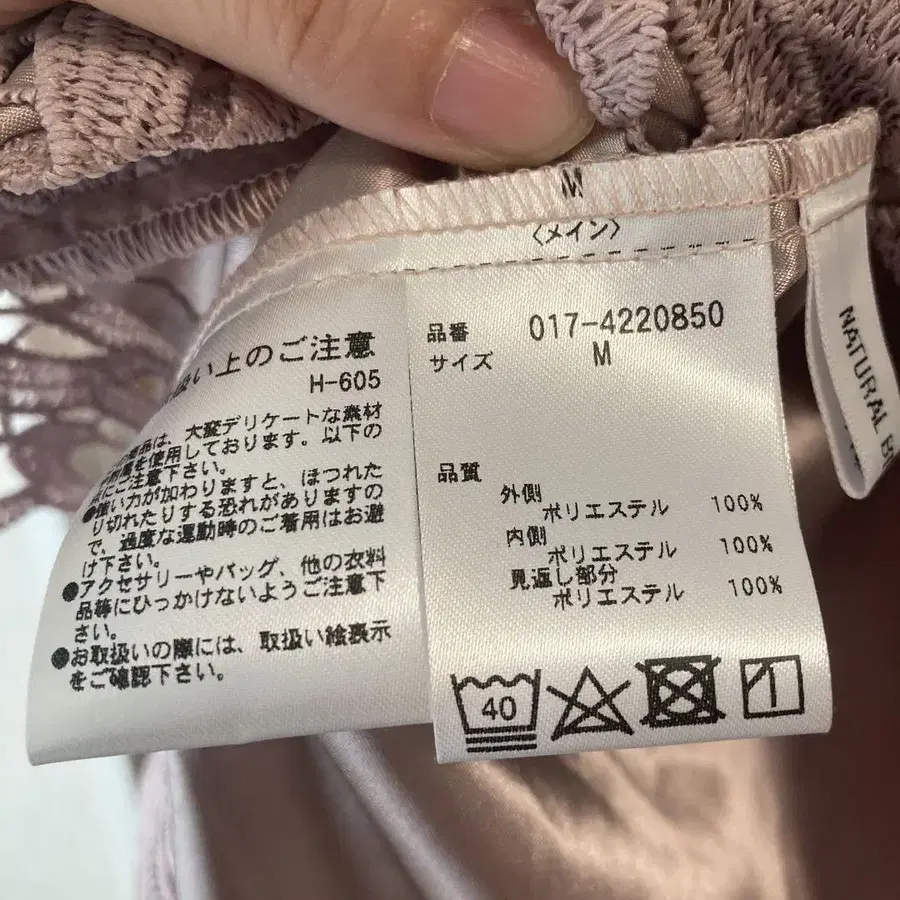 M
〈メイン〉
品番 017-4220850
サイズ M
品質
外側
ポリエステル 100%
内側
ポリエステル 100%
見返し部分
ポリエステル 100%
40
い上のご注意
H-605
品は、大変デリケートな素材
を使用しております。以下の
にご注意下さい。
●強い力が加わりますと、ほつれた
り切れたりする恐れがありますの
で、過度な運動時のご着用はお避
け下さい。
●アクセサリーやバッグ、他の衣料
品等にひっかけないようご注意下
さい。
●お取扱いの際には、取扱い絵表示
をご確認下さい。
NATURAL